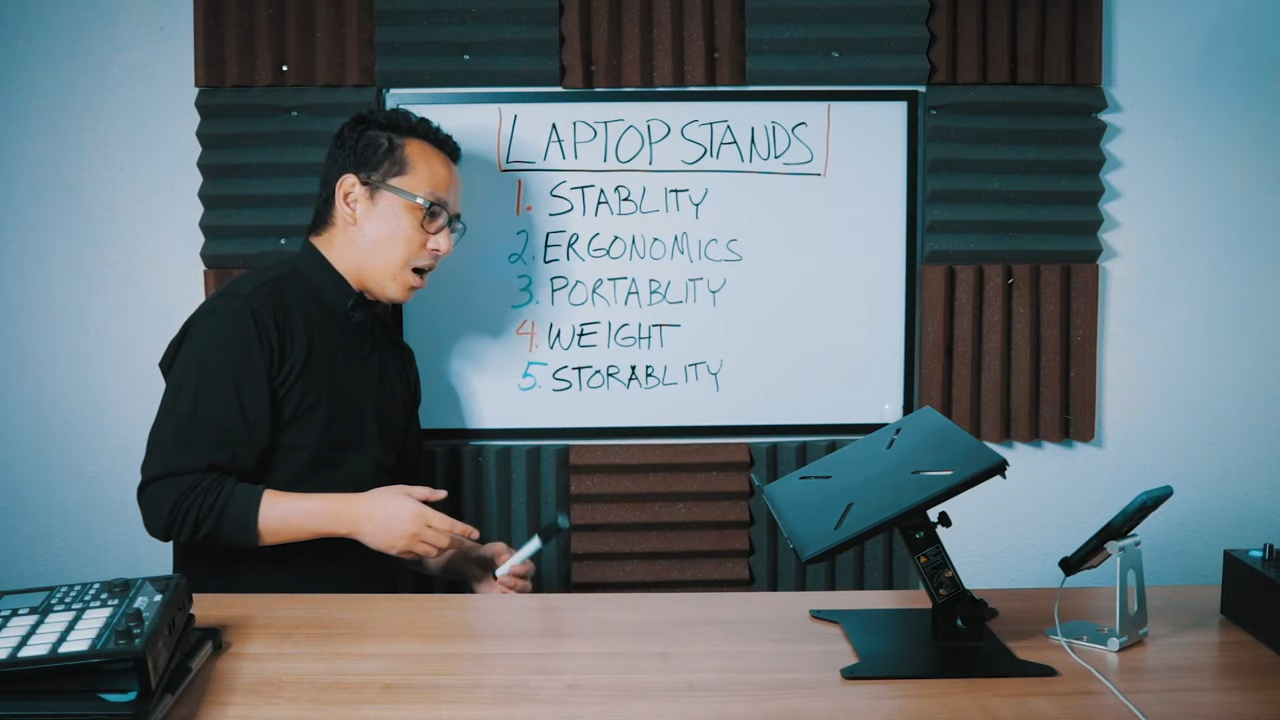 LAPTOP STANDS
1. STABLITY
2. ERGONOMICS
3. PORTABLITY
4. WEIGHT
5. STORABLITY